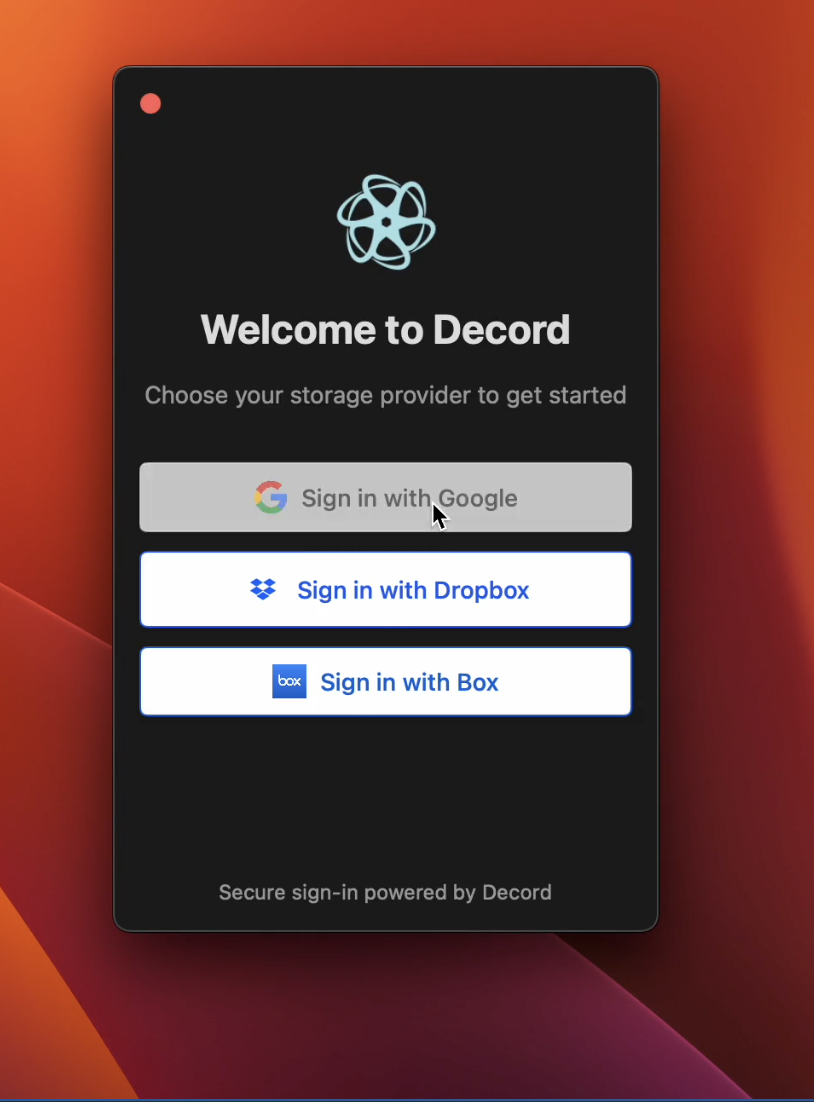 Welcome to Decord
Choose your storage provider to get started
Sign in with Google
Sign in with Dropbox
box Sign in with Box
Secure sign-in powered by Decord